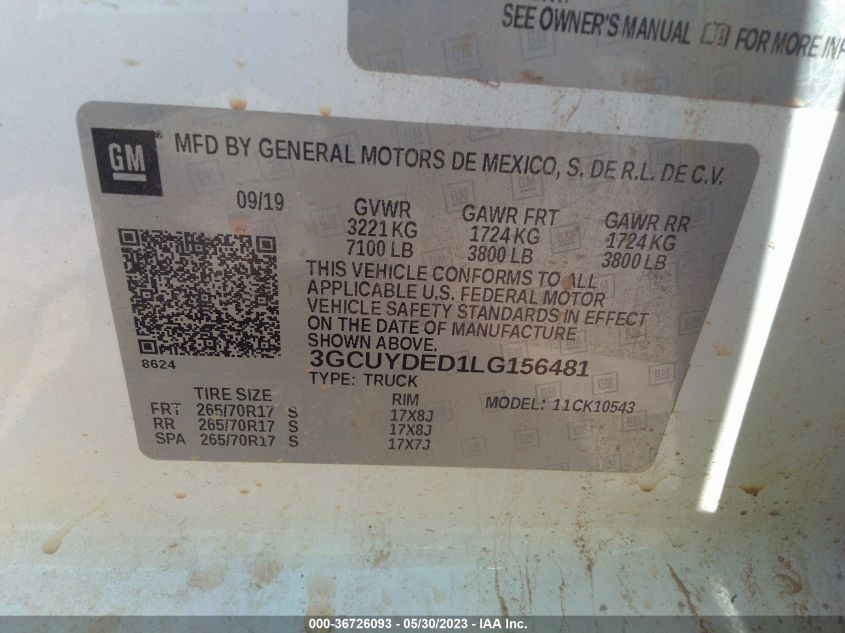 SEE OWNER'S MANUAL FOR MORE
GM
MFD BY GENERAL MOTORS DE MEXICO, S. DE R.L. DE C.V.
09/19
GVWR GAWR FRT GAWR RR
3221 KG 1724 KG 1724 KG
7100 LB 3800 LB 3800 LB
THIS VEHICLE CONFORMS TO ALL
APPLICABLE U.S. FEDERAL MOTOR
VEHICLE SAFETY STANDARDS IN EFFECT
ON THE DATE OF MANUFACTURE
SHOWN ABOVE.
8624
3GCUYDED1LG156481
TYPE: TRUCK
TIRE SIZE RIM MODEL: 11CK10543
FRT 265/70R17 S 17X8J
RR 265/70R17 S 17X8J
SPA 265/70R17 S 17X7J
000-36726093 - 05/30/2023 - IAA Inc.